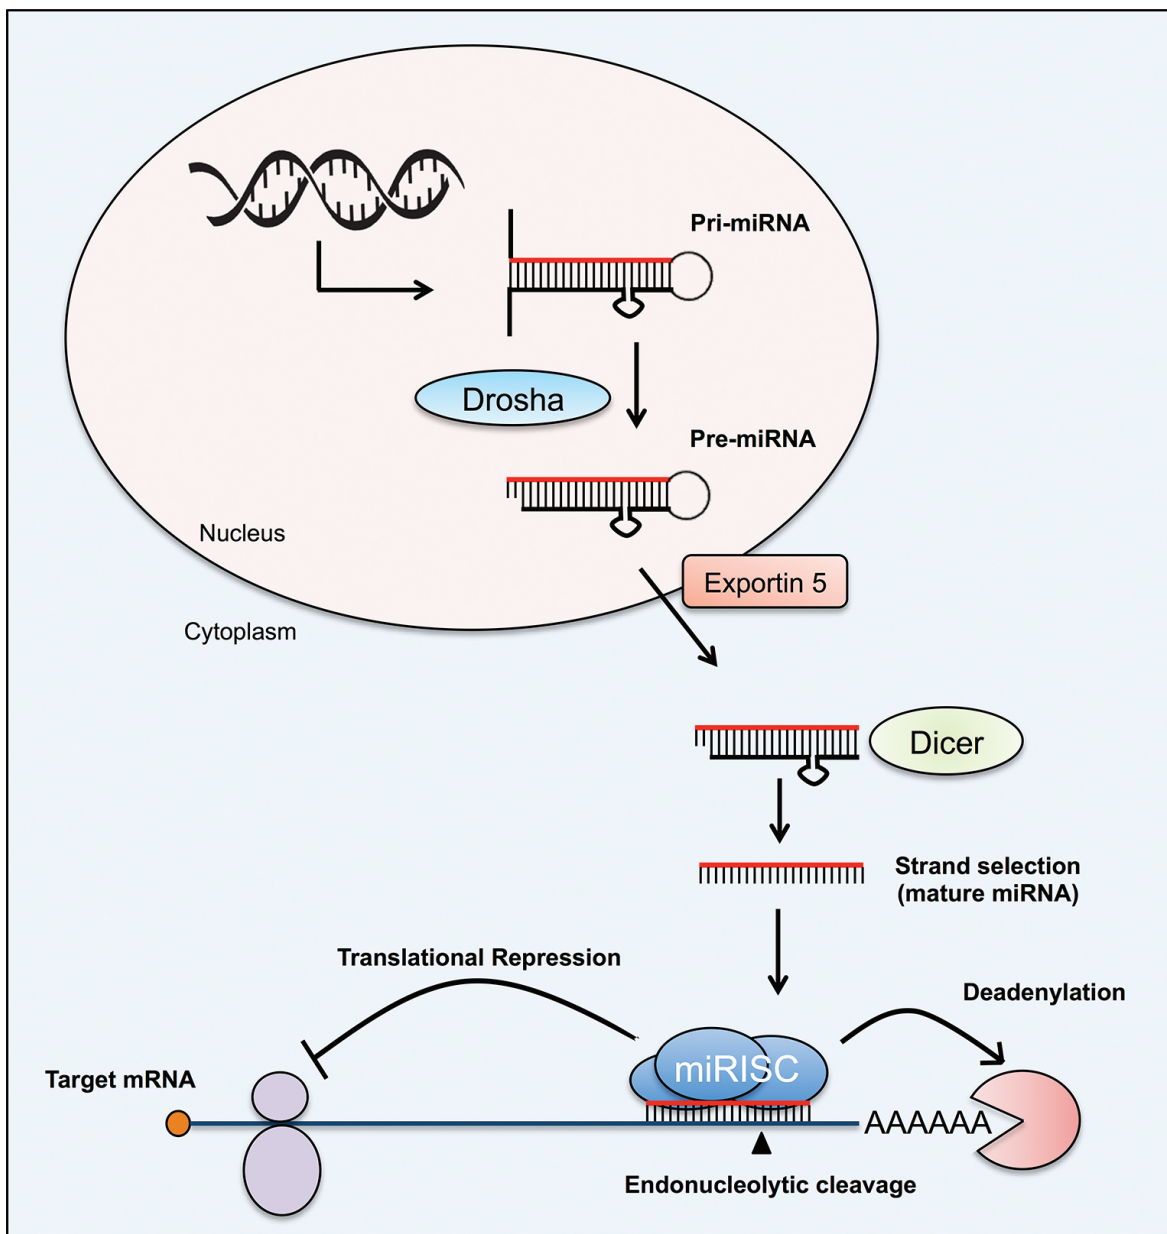 Pri-miRNA
Drosha
Pre-miRNA
Nucleus
Exportin 5
Cytoplasm
Dicer
Strand selection
(mature miRNA)
Translational Repression
Deadenylation
miRISC
Target mRNA
AAAAAA
Endonucleolytic cleavage